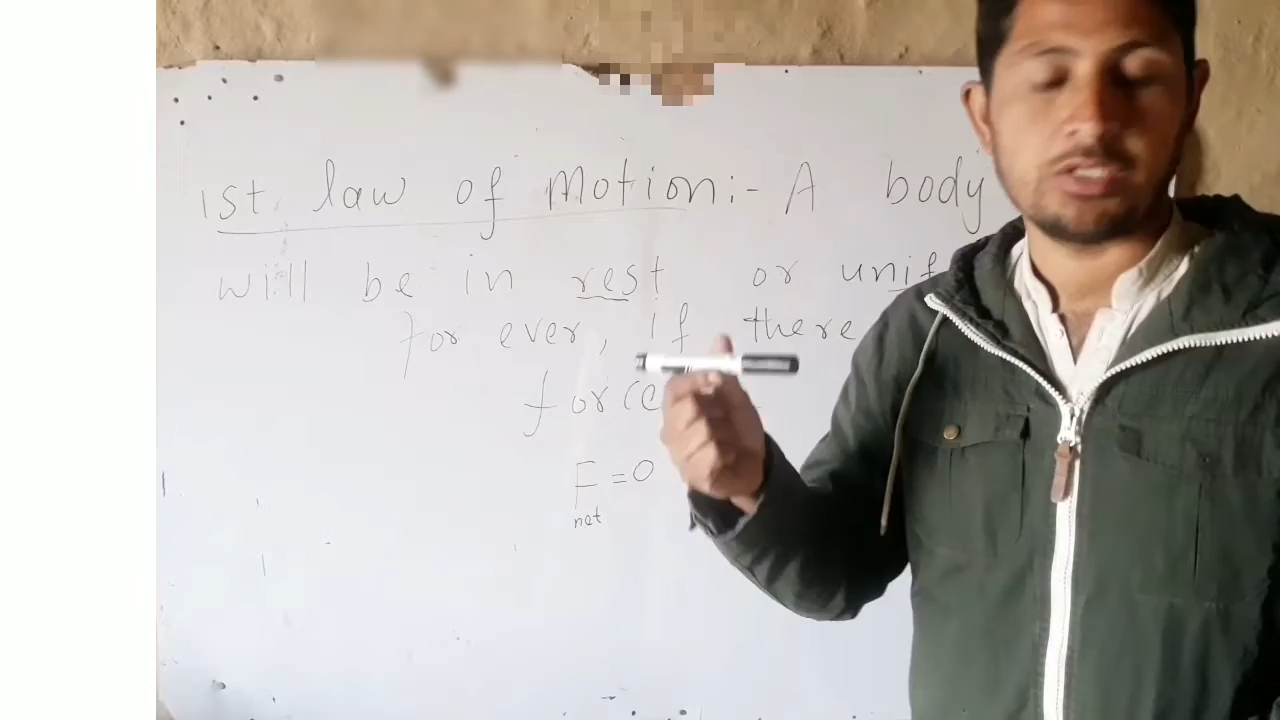 1st law of Motion:- A body
will be in rest or unif
for ever, if there
force
F = 0
net